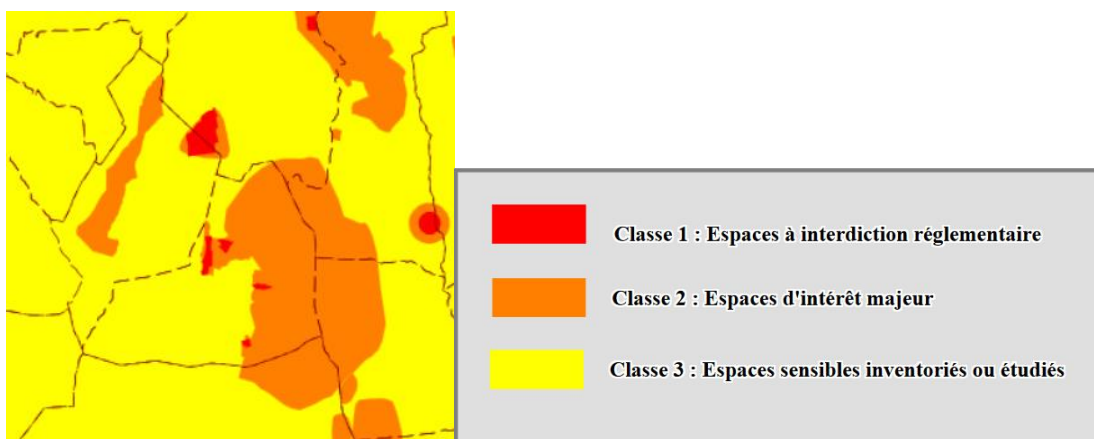 Classe 1 : Espaces à interdiction réglementaire
Classe 2 : Espaces d'intérêt majeur
Classe 3 : Espaces sensibles inventoriés ou étudiés